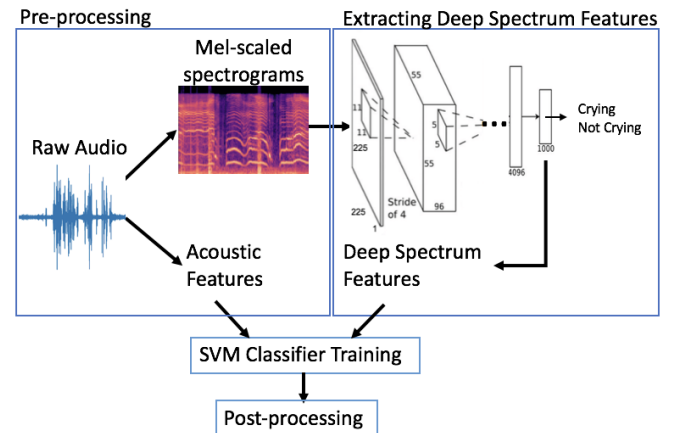 Pre-processing
Extracting Deep Spectrum Features
Mel-scaled
spectrograms
Raw Audio
55
11
11
225
5
5
55
225
Stride
of 4
96
1
4096
1000
Crying
Not Crying
Acoustic
Features
Deep Spectrum
Features
SVM Classifier Training
Post-processing